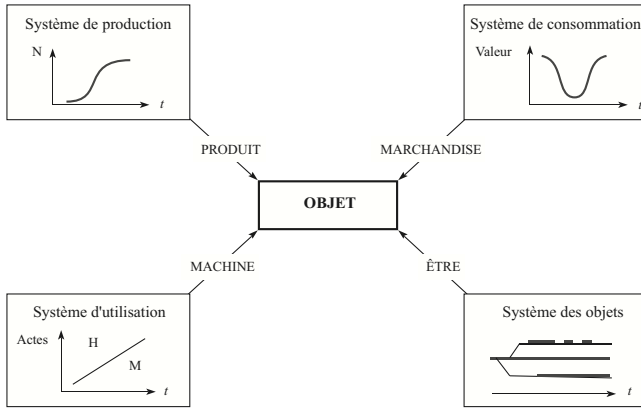 Système de production
N
t
Système de consommation
Valeur
t
PRODUIT
MARCHANDISE
OBJET
MACHINE
ÊTRE
Système d'utilisation
Actes
H
M
t
Système des objets
t